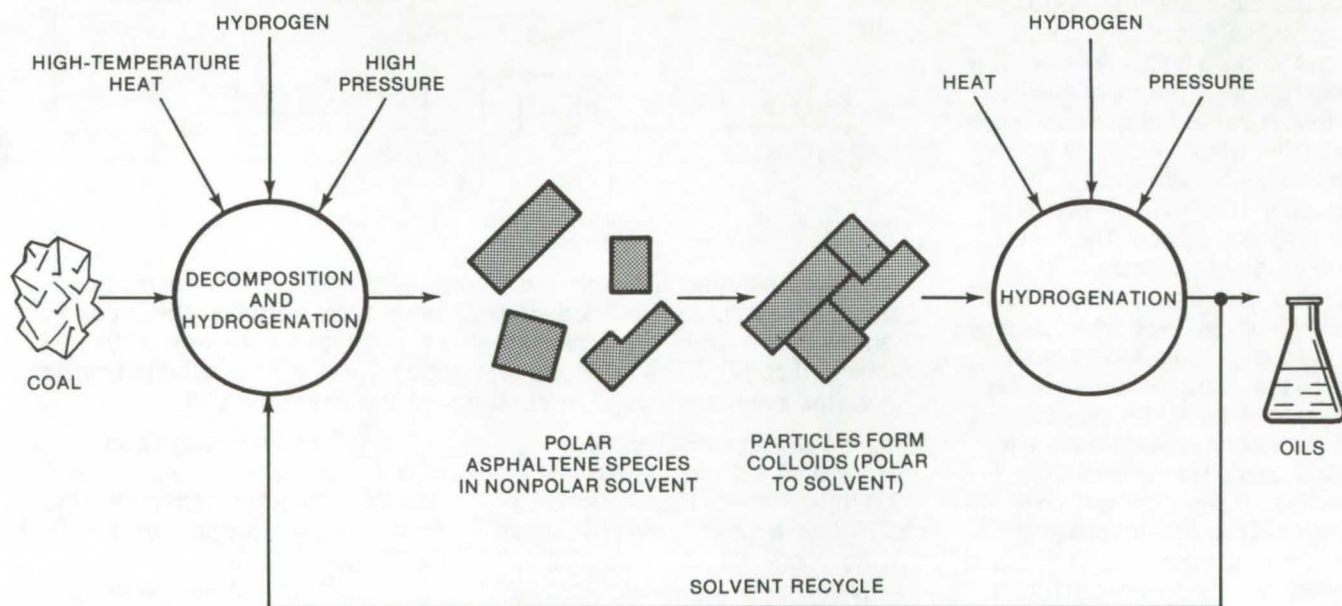 HYDROGEN
HIGH-TEMPERATURE
HEAT
HIGH
PRESSURE
HYDROGEN
HEAT
PRESSURE
COAL
DECOMPOSITION
AND
HYDROGENATION
POLAR
ASPHALTENE SPECIES
IN NONPOLAR SOLVENT
PARTICLES FORM
COLLOIDS (POLAR
TO SOLVENT)
HYDROGENATION
OILS
SOLVENT RECYCLE